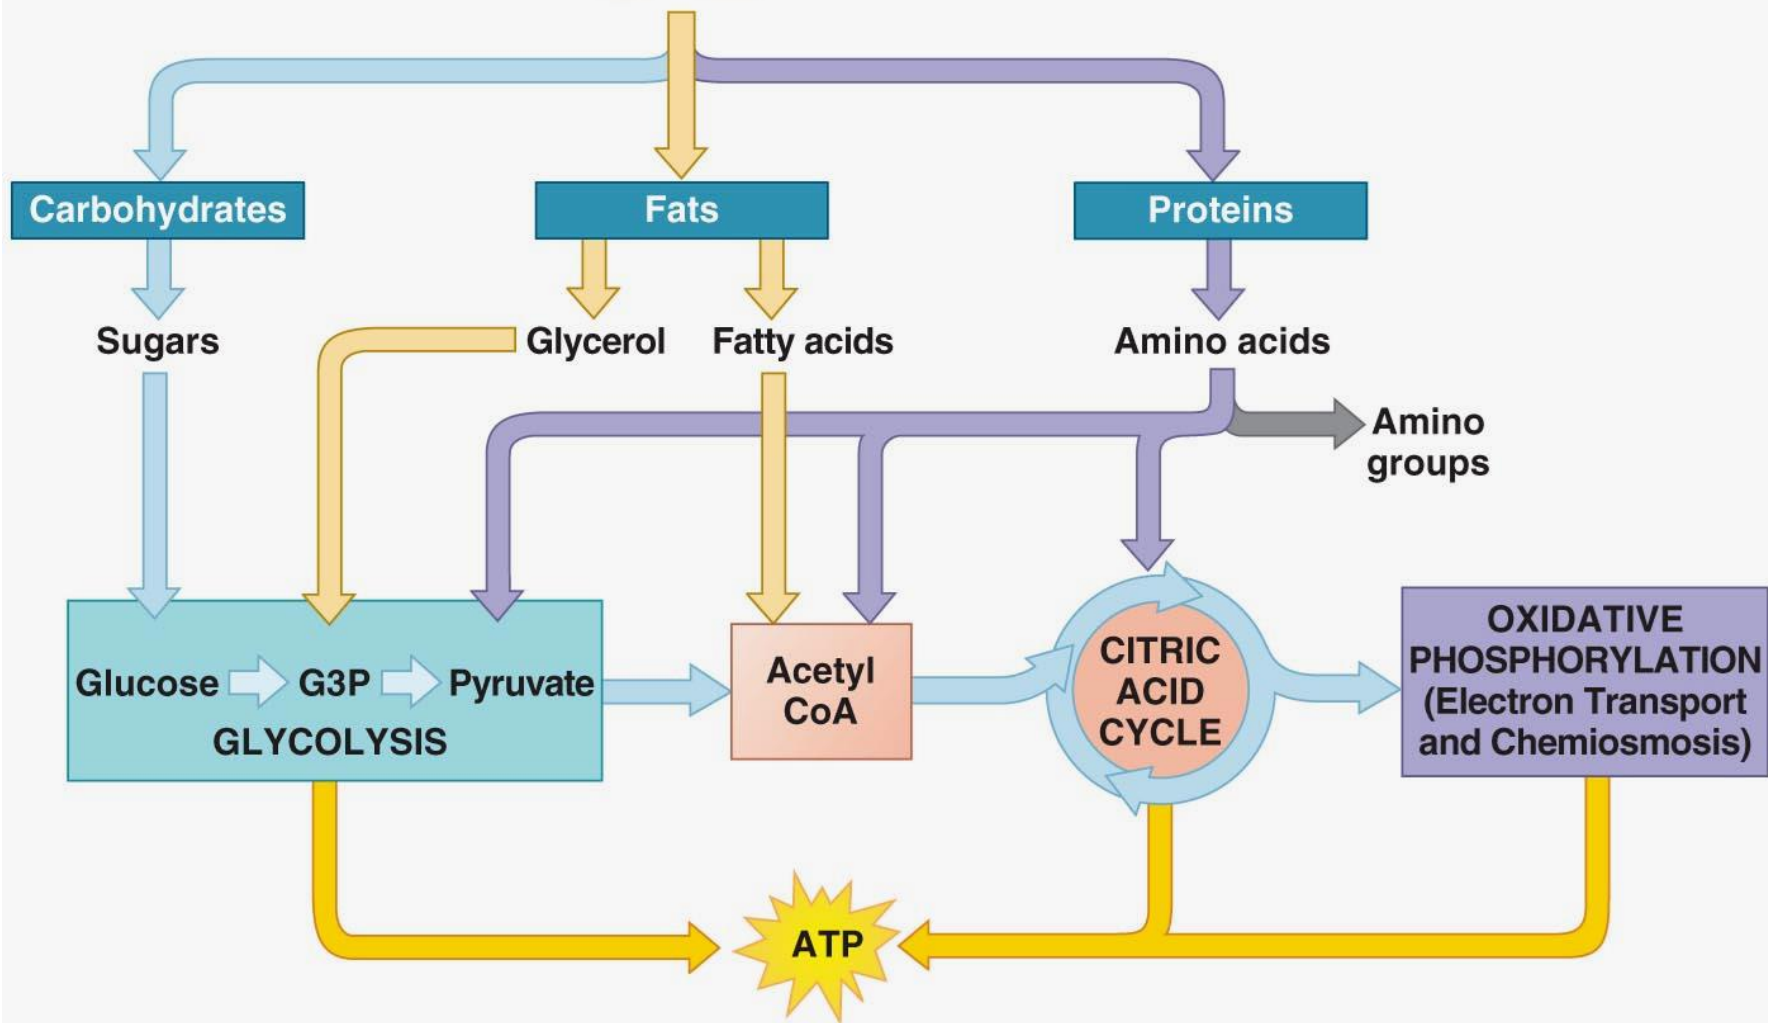 Carbohydrates
Fats
Proteins
Sugars
Glycerol
Fatty acids
Amino acids
Amino
groups
Glucose
G3P
Pyruvate
GLYCOLYSIS
Acetyl
CoA
CITRIC
ACID
CYCLE
OXIDATIVE
PHOSPHORYLATION
(Electron Transport
and Chemiosmosis)
ATP